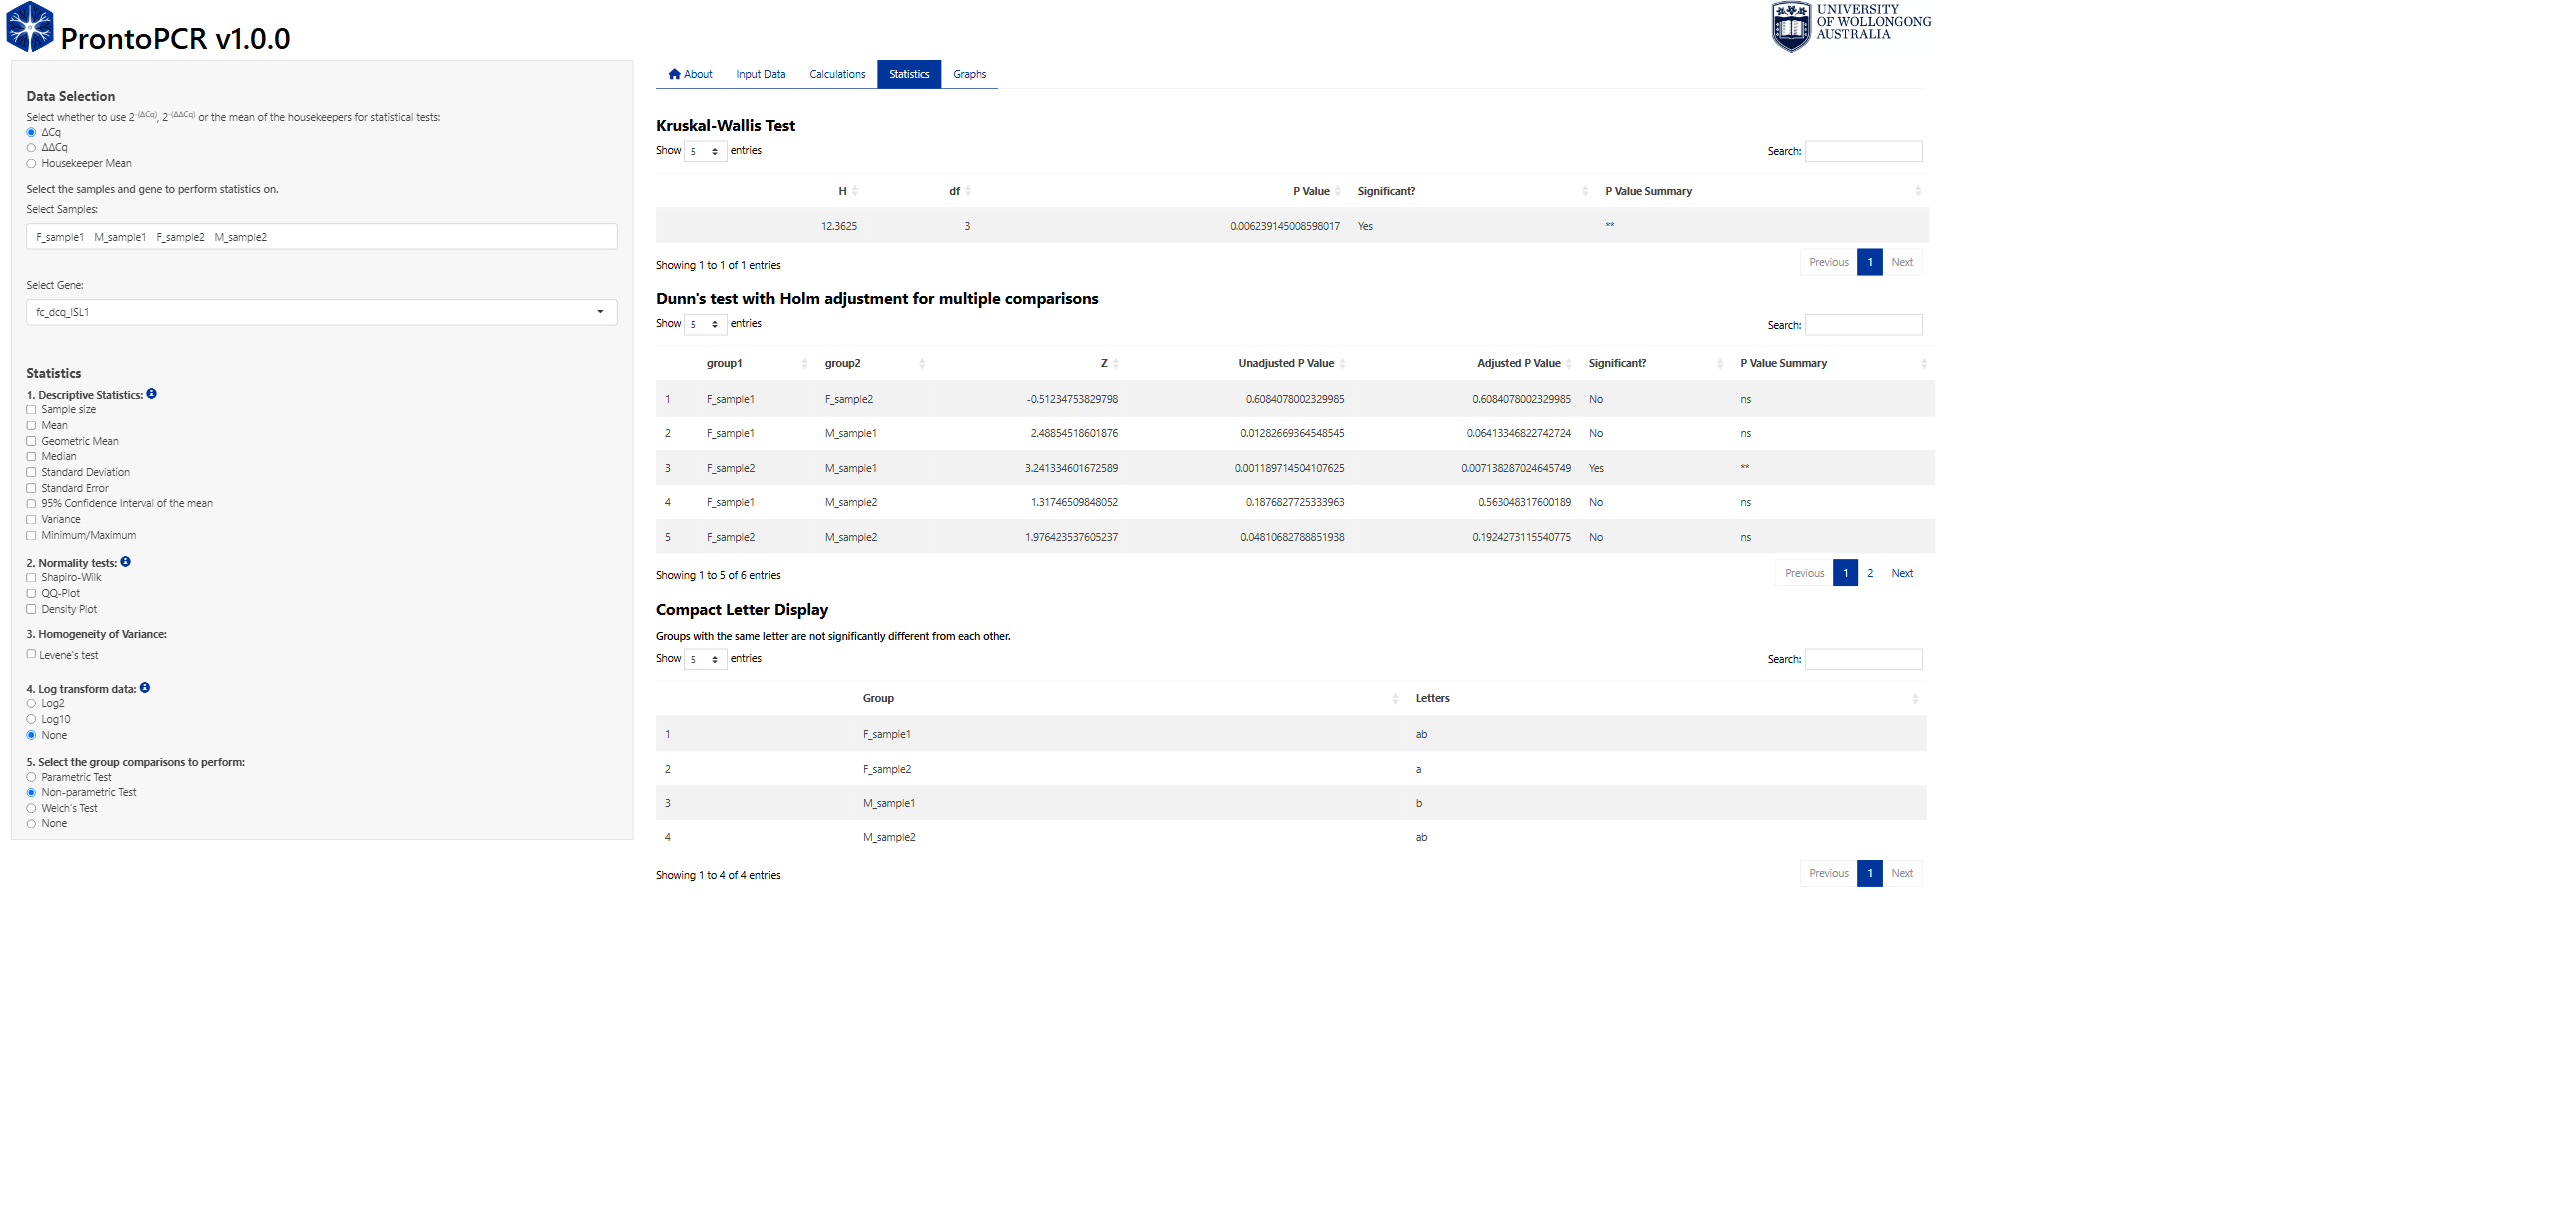 ProntoPCR v1.0.0
UNIVERSITY
OF WOLLONGONG
AUSTRALIA
Data Selection
Select whether to use 2^-(ΔCq), 2^-(ΔΔCq) or the mean of the housekeepers for statistical tests:
ΔCq
ΔΔCq
Housekeeper Mean
Select the samples and gene to perform statistics on.
Select Samples:
F_sample1 M_sample1 F_sample2 M_sample2
Select Gene:
fc_dcq_ISL1
Statistics
1. Descriptive Statistics:
Sample size
Mean
Geometric Mean
Median
Standard Deviation
Standard Error
95% Confidence Interval of the mean
Variance
Minimum/Maximum
2. Normality tests:
Shapiro-Wilk
QQ-Plot
Density Plot
3. Homogeneity of Variance:
Levene's test
4. Log transform data:
Log2
Log10
None
5. Select the group comparisons to perform:
Parametric Test
Non-parametric Test
Welch's Test
None
About Input Data Calculations Statistics Graphs
Kruskal-Wallis Test
Show 5 entries Search:
H df P Value Significant? P Value Summary
12.3625 3 0.006239145008598017 Yes **
Showing 1 to 1 of 1 entries Previous 1 Next
Dunn's test with Holm adjustment for multiple comparisons
Show 5 entries Search:
group1 group2 Z Unadjusted P Value Adjusted P Value Significant? P Value Summary
1 F_sample1 F_sample2 -0.51234753829798 0.6084078002329985 0.6084078002329985 No ns
2 F_sample1 M_sample1 2.48854518601876 0.01282669364548545 0.06413346822742724 No ns
3 F_sample2 M_sample1 3.241334601672589 0.001189714504107625 0.007138287024645749 Yes **
4 F_sample1 M_sample2 1.31746509848052 0.1876827725333963 0.563048317600189 No ns
5 F_sample2 M_sample2 1.976423537605237 0.04810682788851938 0.1924273115540775 No ns
Showing 1 to 5 of 6 entries Previous 1 2 Next
Compact Letter Display
Groups with the same letter are not significantly different from each other.
Show 5 entries Search:
Group Letters
1 F_sample1 ab
2 F_sample2 a
3 M_sample1 b
4 M_sample2 ab
Showing 1 to 4 of 4 entries Previous 1 Next